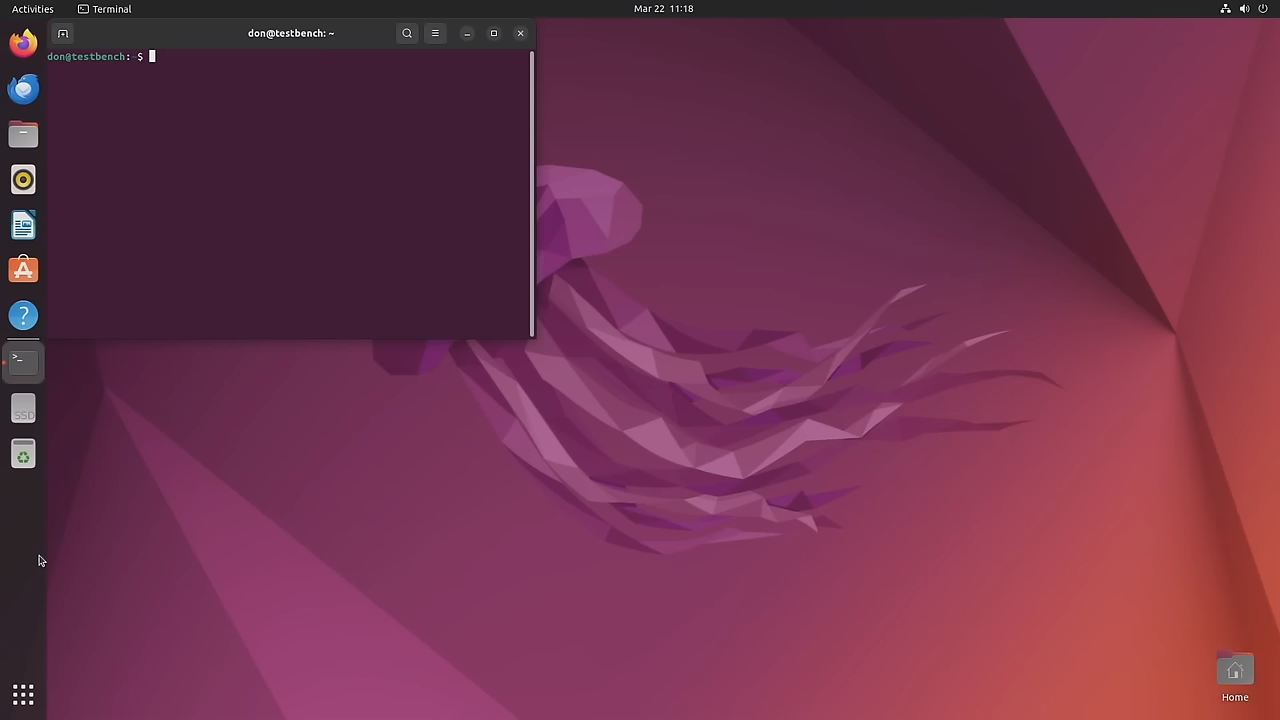 Activities
Terminal
Mar 22 11:18
don@testbench: ~
don@testbench:~$
>_
?
SSD
Home